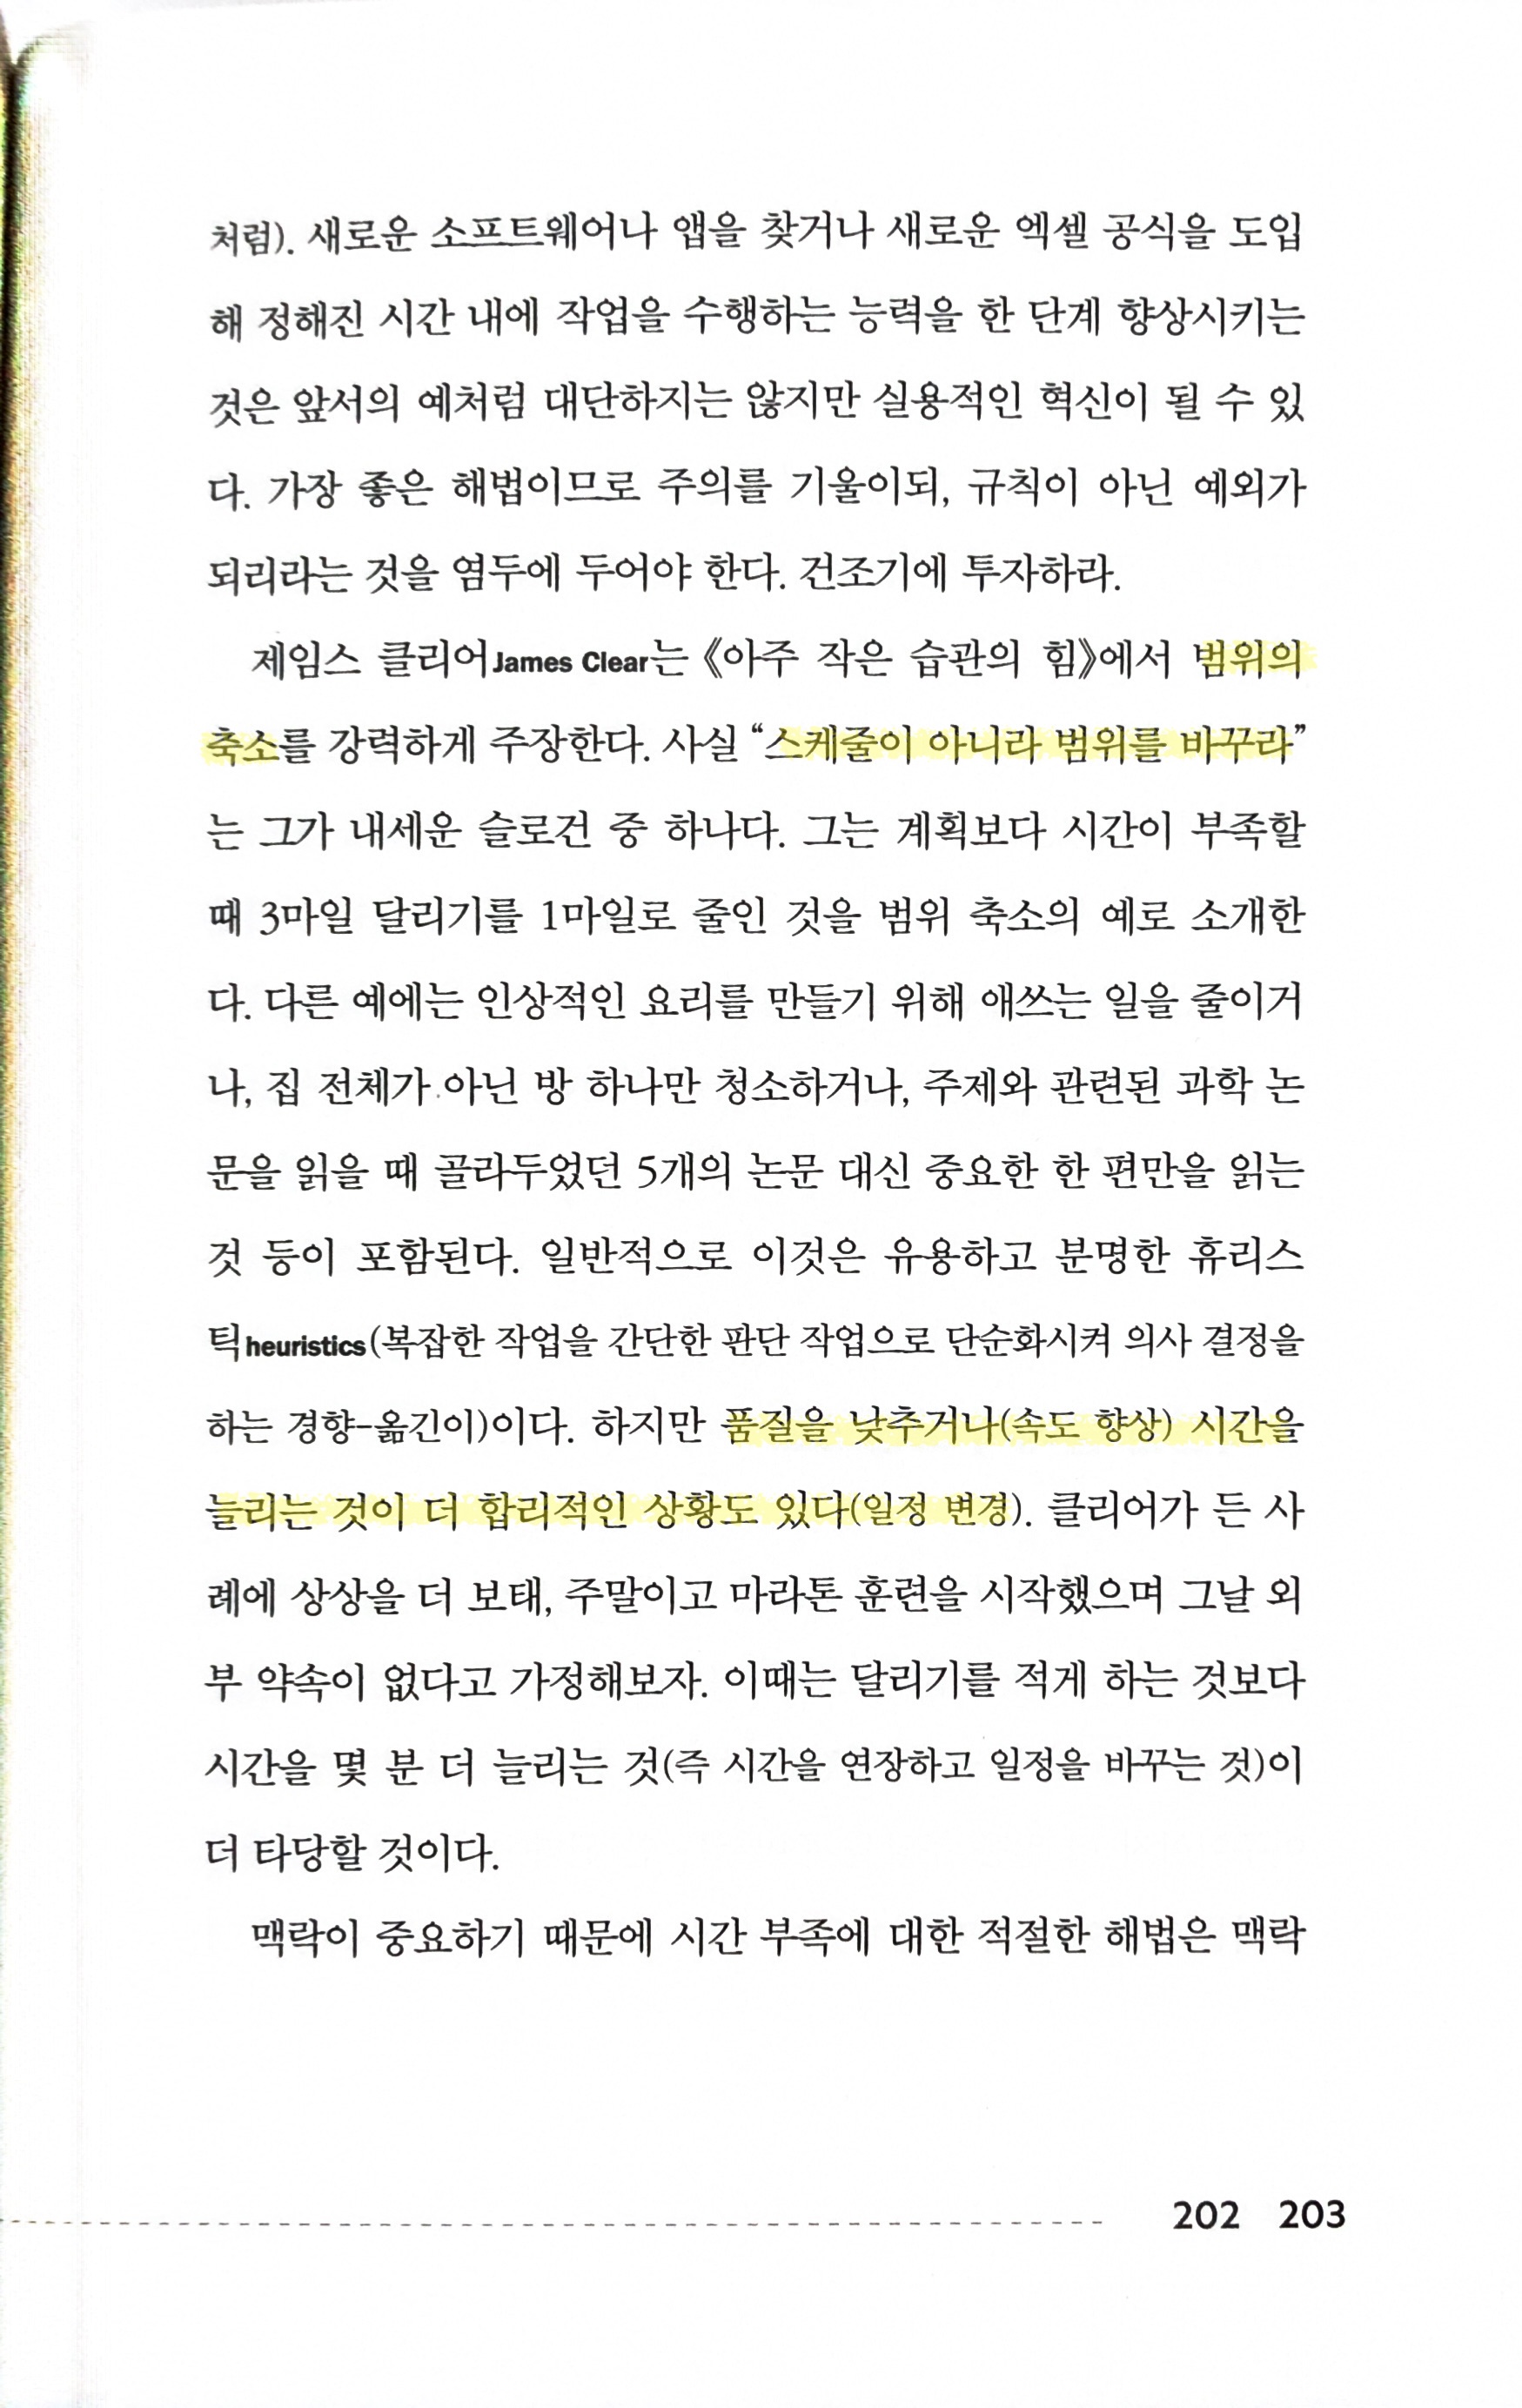 처럼). 새로운 소프트웨어나 앱을 찾거나 새로운 엑셀 공식을 도입
해 정해진 시간 내에 작업을 수행하는 능력을 한 단계 향상시키는
것은 앞서의 예처럼 대단하지는 않지만 실용적인 혁신이 될 수 있
다. 가장 좋은 해법이므로 주의를 기울이되, 규칙이 아닌 예외가
되리라는 것을 염두에 두어야 한다. 건조기에 투자하라.
제임스 클리어James Clear는 《아주 작은 습관의 힘》에서 범위의
축소를 강력하게 주장한다. 사실 “스케줄이 아니라 범위를 바꾸라”
는 그가 내세운 슬로건 중 하나다. 그는 계획보다 시간이 부족할
때 3마일 달리기를 1마일로 줄인 것을 범위 축소의 예로 소개한
다. 다른 예에는 인상적인 요리를 만들기 위해 애쓰는 일을 줄이거
나, 집 전체가 아닌 방 하나만 청소하거나, 주제와 관련된 과학 논
문을 읽을 때 골라두었던 5개의 논문 대신 중요한 한 편만을 읽는
것 등이 포함된다. 일반적으로 이것은 유용하고 분명한 휴리스
틱heuristics(복잡한 작업을 간단한 판단 작업으로 단순화시켜 의사 결정을
하는 경향-옮긴이)이다. 하지만 품질을 낮추거나(속도 향상) 시간을
늘리는 것이 더 합리적인 상황도 있다(일정 변경). 클리어가 든 사
례에 상상을 더 보태, 주말이고 마라톤 훈련을 시작했으며 그날 외
부 약속이 없다고 가정해보자. 이때는 달리기를 적게 하는 것보다
시간을 몇 분 더 늘리는 것(즉 시간을 연장하고 일정을 바꾸는 것)이
더 타당할 것이다.
맥락이 중요하기 때문에 시간 부족에 대한 적절한 해법은 맥락
202 203